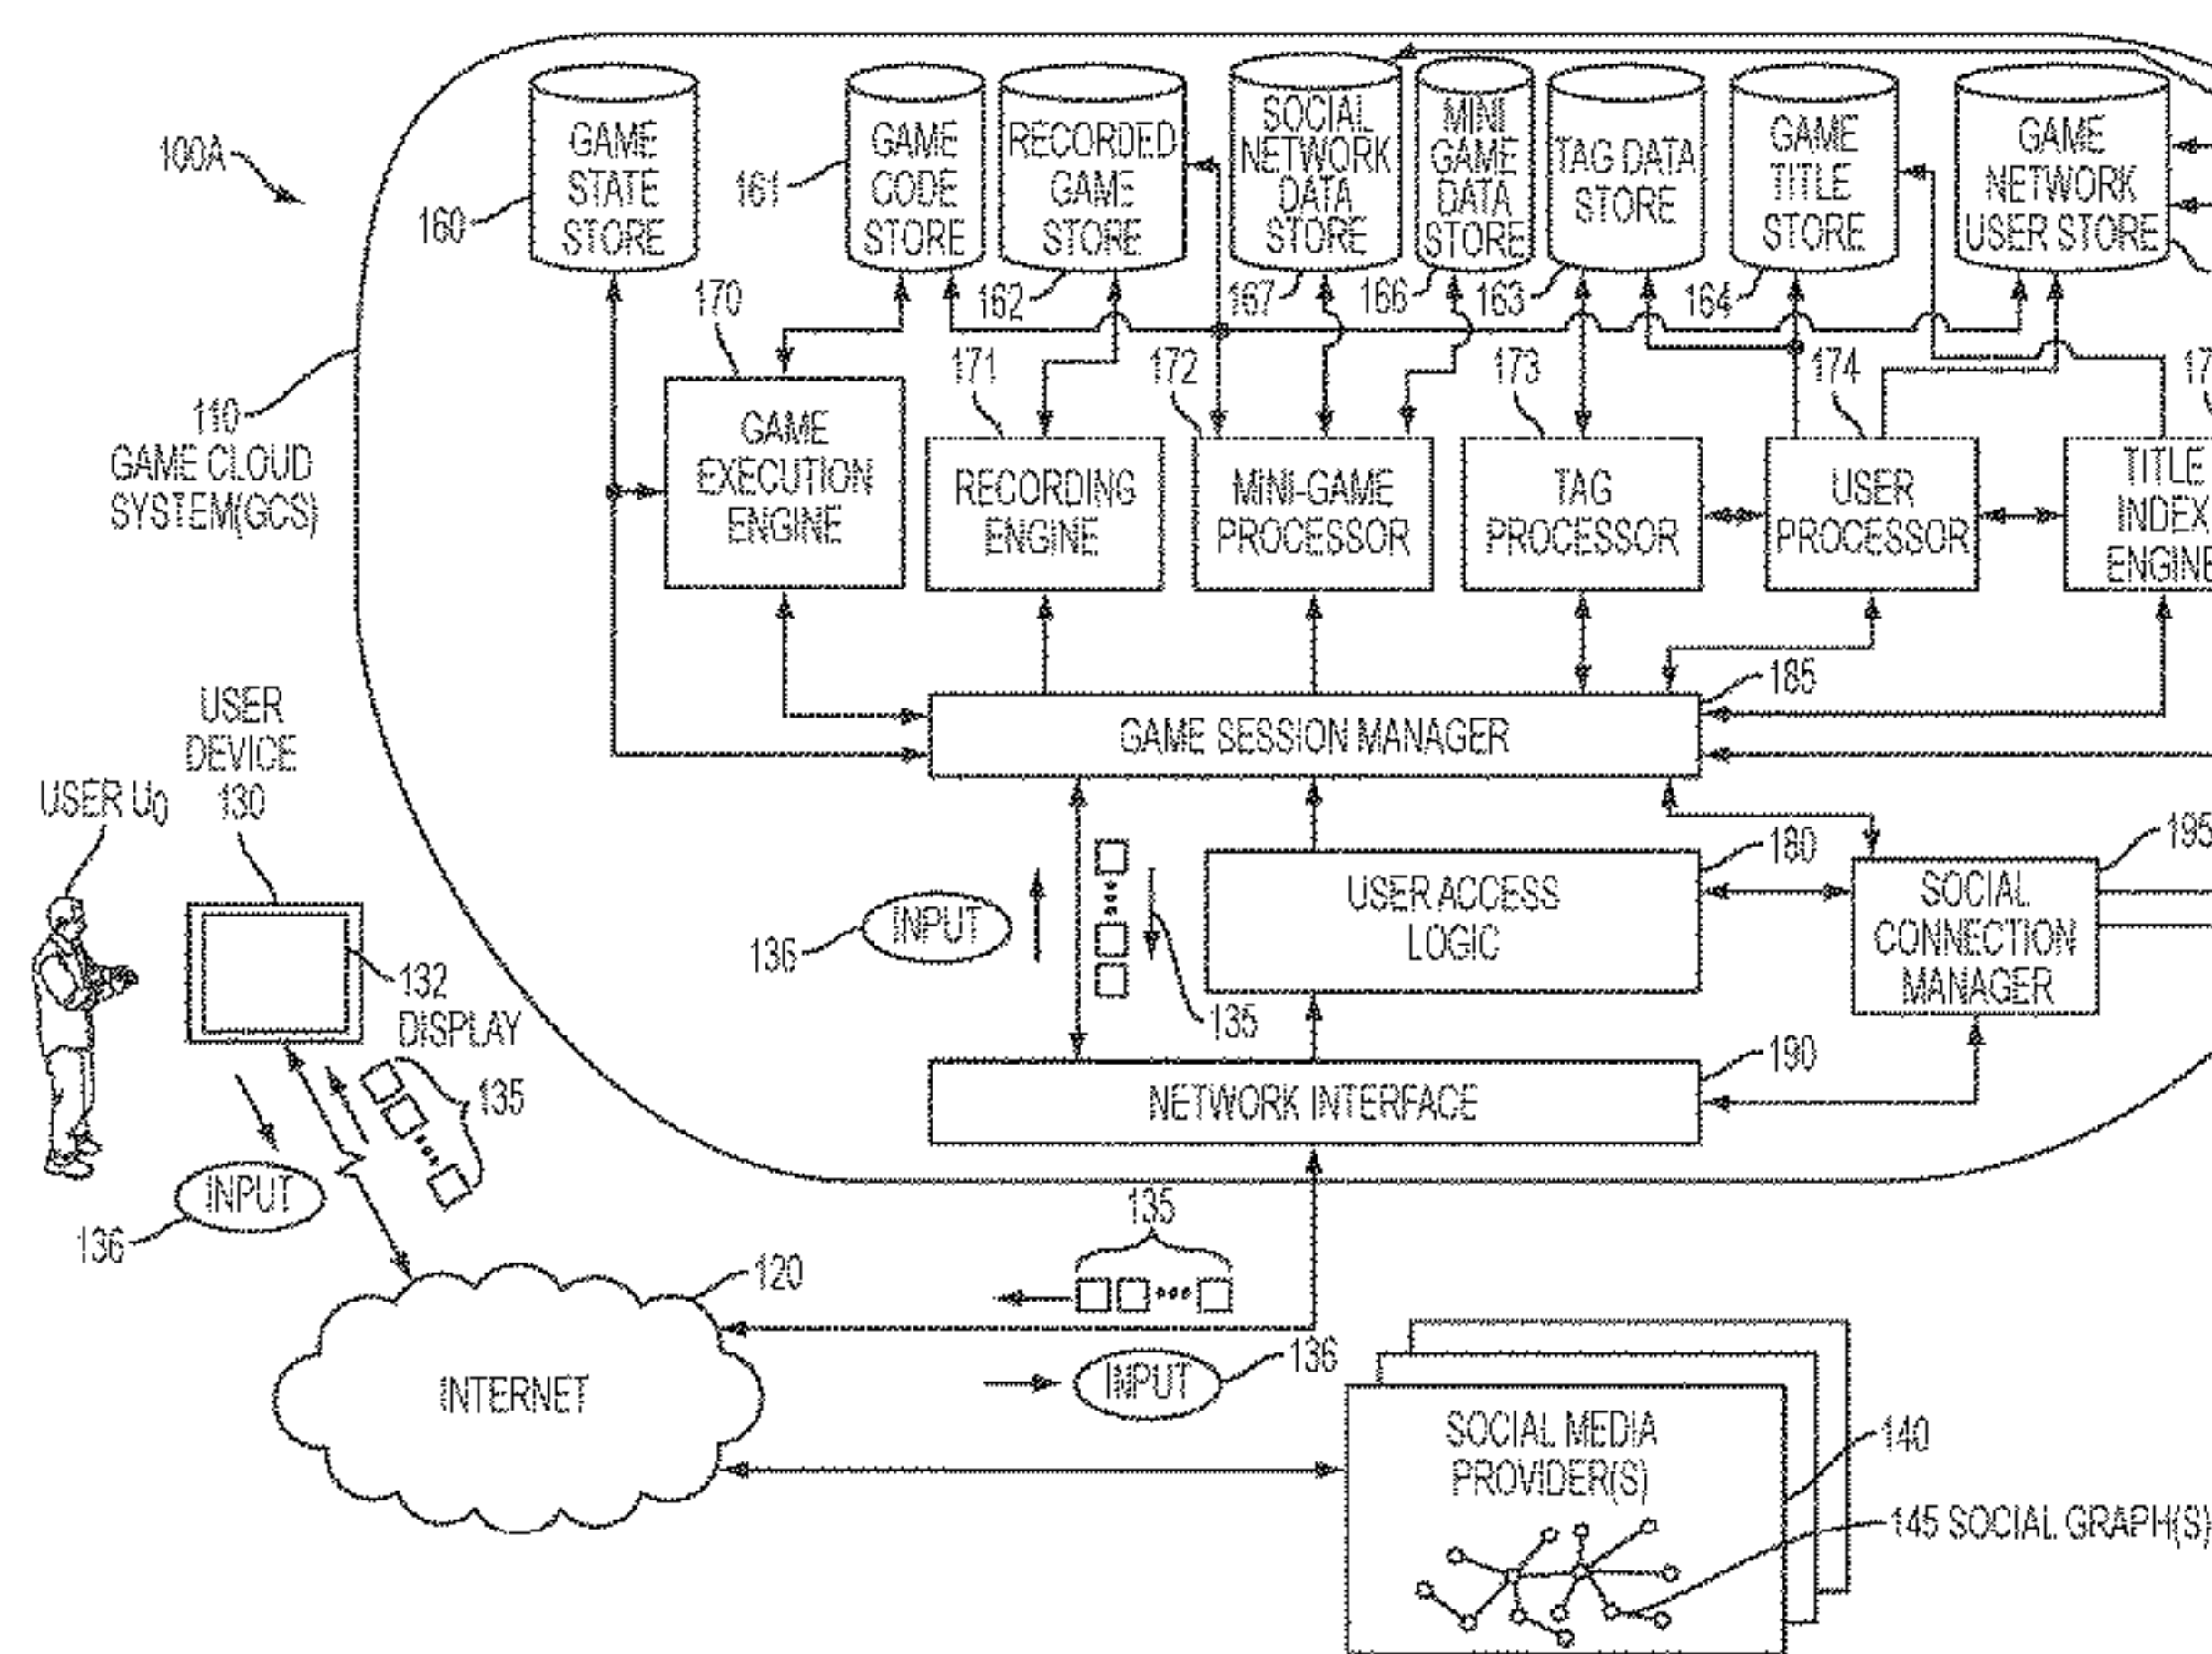 100A
GAME
STATE
STORE
160
GAME
CODE
STORE
161
RECORDED
GAME
STORE
162
SOCIAL
NETWORK
DATA
STORE
167
MINI
GAME
DATA
STORE
166
TAG DATA
STORE
163
GAME
TITLE
STORE
164
GAME
NETWORK
USER STORE
110
GAME CLOUD
SYSTEM(GCS)
170
GAME
EXECUTION
ENGINE
171
RECORDING
ENGINE
172
MINI-GAME
PROCESSOR
173
TAG
PROCESSOR
174
USER
PROCESSOR
TITLE
INDEX
ENGINE
185
GAME SESSION MANAGER
USER U0
USER
DEVICE
130
132
DISPLAY
135
INPUT
136
INPUT
136
135
180
USER ACCESS
LOGIC
195
SOCIAL
CONNECTION
MANAGER
190
NETWORK INTERFACE
120
INTERNET
135
INPUT
136
SOCIAL MEDIA
PROVIDER(S)
140
145 SOCIAL GRAPH(S)